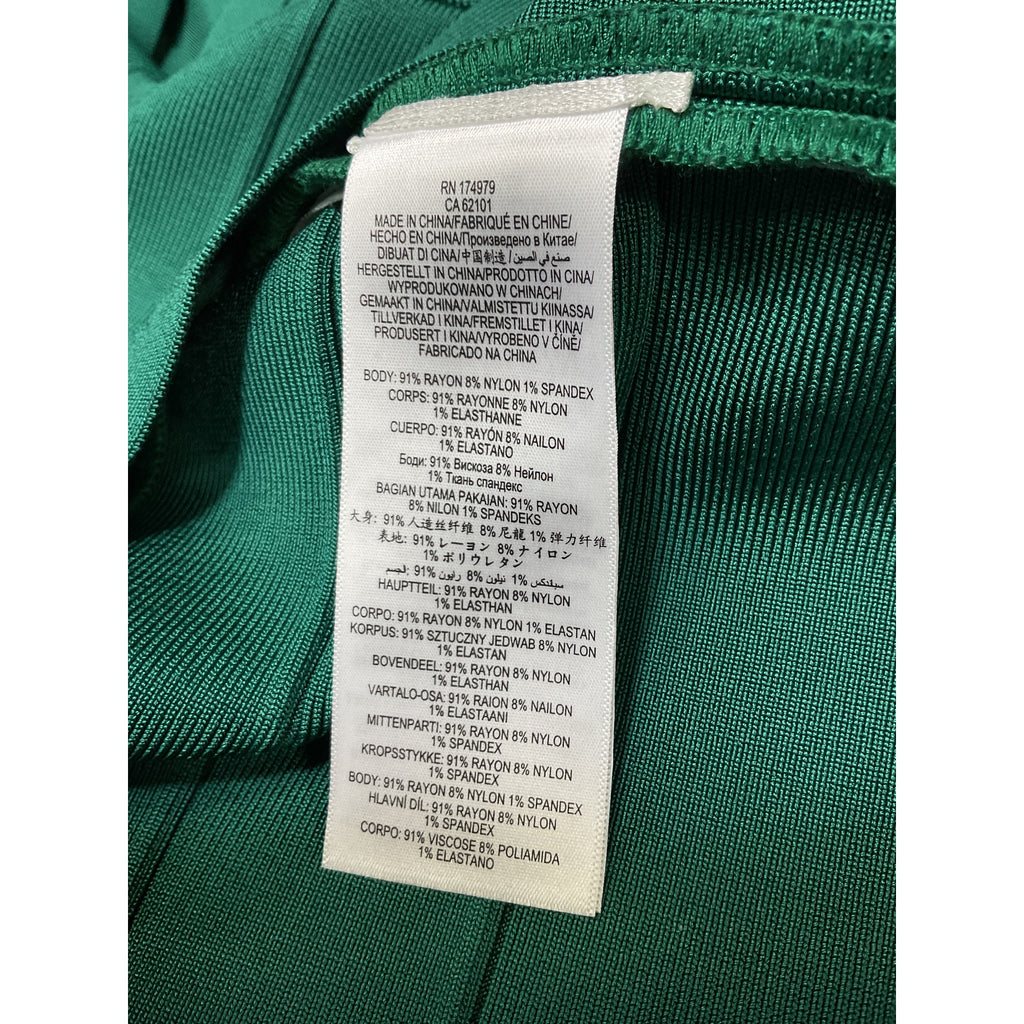 RN 174979
CA 62101
MADE IN CHINA/FABRIQUÉ EN CHINE/
HECHO EN CHINA/Произведено в Китае/
DIBUAT DI CINA/中国制造/صنع في الصين/
HERGESTELLT IN CHINA/PRODOTTO IN CINA/
WYPRODUKOWANO W CHINACH/
GEMAAKT IN CHINA/VALMISTETTU KIINASSA/
TILLVERKAD I KINA/FREMSTILLET I KINA/
PRODUSERT I KINA/VYROBENO V ČÍNĚ/
FABRICADO NA CHINA
BODY: 91% RAYON 8% NYLON 1% SPANDEX
CORPS: 91% RAYONNE 8% NYLON
1% ELASTHANNE
CUERPO: 91% RAYÓN 8% NAILON
1% ELASTANO
Боди: 91% Вискоза 8% Нейлон
1% Ткань спандекс
BAGIAN UTAMA PAKAIAN: 91% RAYON
8% NILON 1% SPANDEKS
大身: 91% 人造丝纤维 8% 尼龍 1% 弹力纤维
表地: 91% レーヨン 8% ナイロン
1% ポリウレタン
الجسم: 91% رايون 8% نيلون 1% سبانتكس
HAUPTTEIL: 91% RAYON 8% NYLON
1% ELASTHAN
CORPO: 91% RAYON 8% NYLON 1% ELASTAN
KORPUS: 91% SZTUCZNY JEDWAB 8% NYLON
1% ELASTAN
BOVENDEEL: 91% RAYON 8% NYLON
1% ELASTHAN
VARTALO-OSA: 91% RAION 8% NAILON
1% ELASTAANI
MITTENPARTI: 91% RAYON 8% NYLON
1% SPANDEX
KROPSSTYKKE: 91% RAYON 8% NYLON
1% SPANDEX
BODY: 91% RAYON 8% NYLON 1% SPANDEX
HLAVNÍ DÍL: 91% RAYON 8% NYLON
1% SPANDEX
CORPO: 91% VISCOSE 8% POLIAMIDA
1% ELASTANO